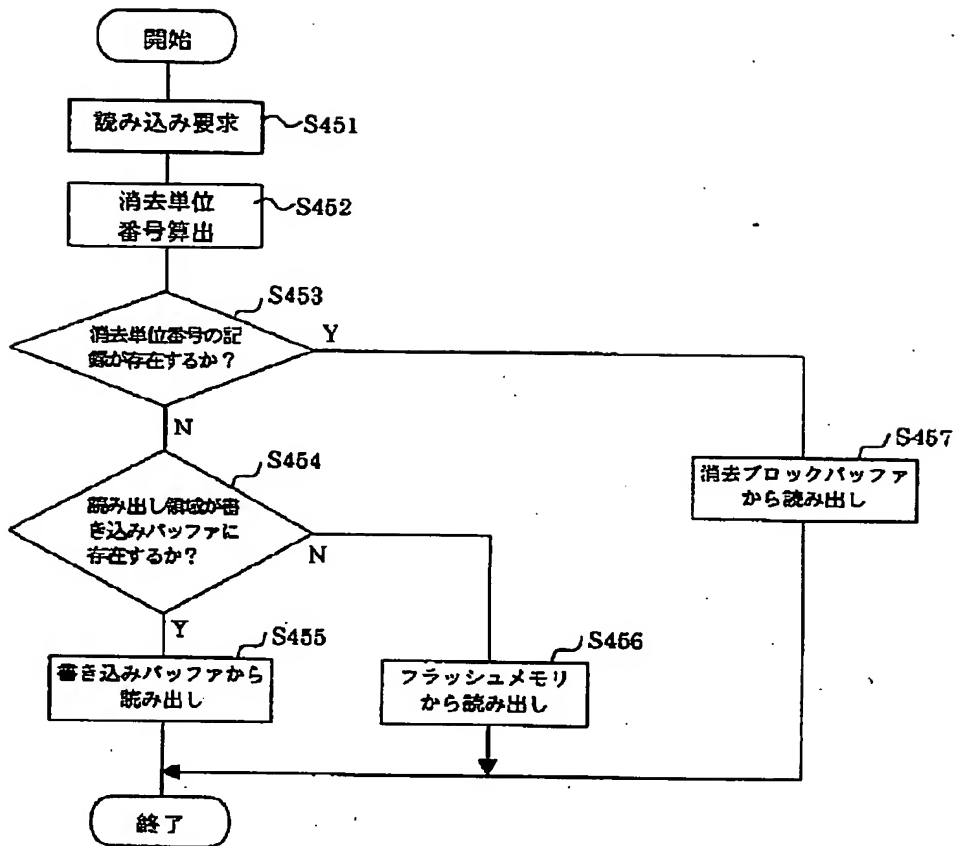 開始
読み込み要求
S451
消去単位
番号算出
S452
S453
消去単位番号の記
録が存在するか？
Y
N
S454
読み出し領域が書
き込みバッファに
存在するか？
N
Y
S457
消去ブロックバッファ
から読み出し
S455
書き込みバッファから
読み出し
S456
フラッシュメモリ
から読み出し
終了